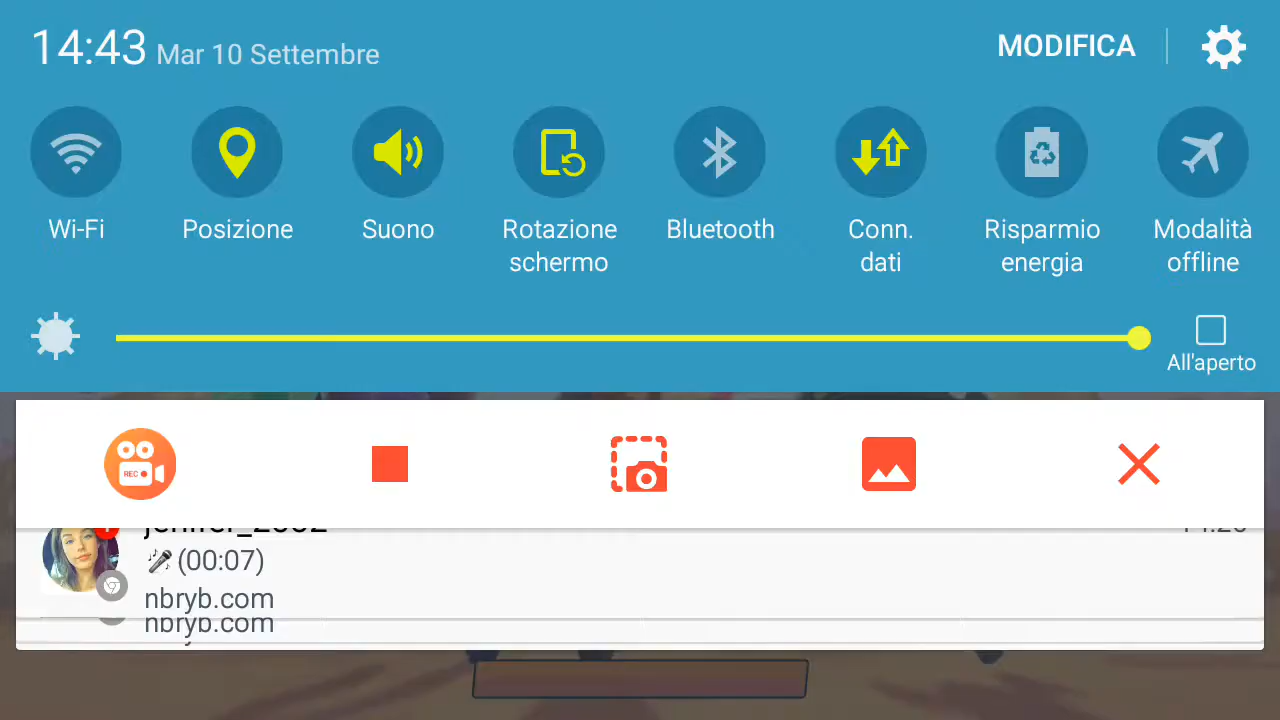 14:43 Mar 10 Settembre
MODIFICA
Wi-Fi
Posizione
Suono
Rotazione
schermo
Bluetooth
Conn.
dati
Risparmio
energia
Modalità
offline
All'aperto
REC
(00:07)
nbryb.com
nbryb.com